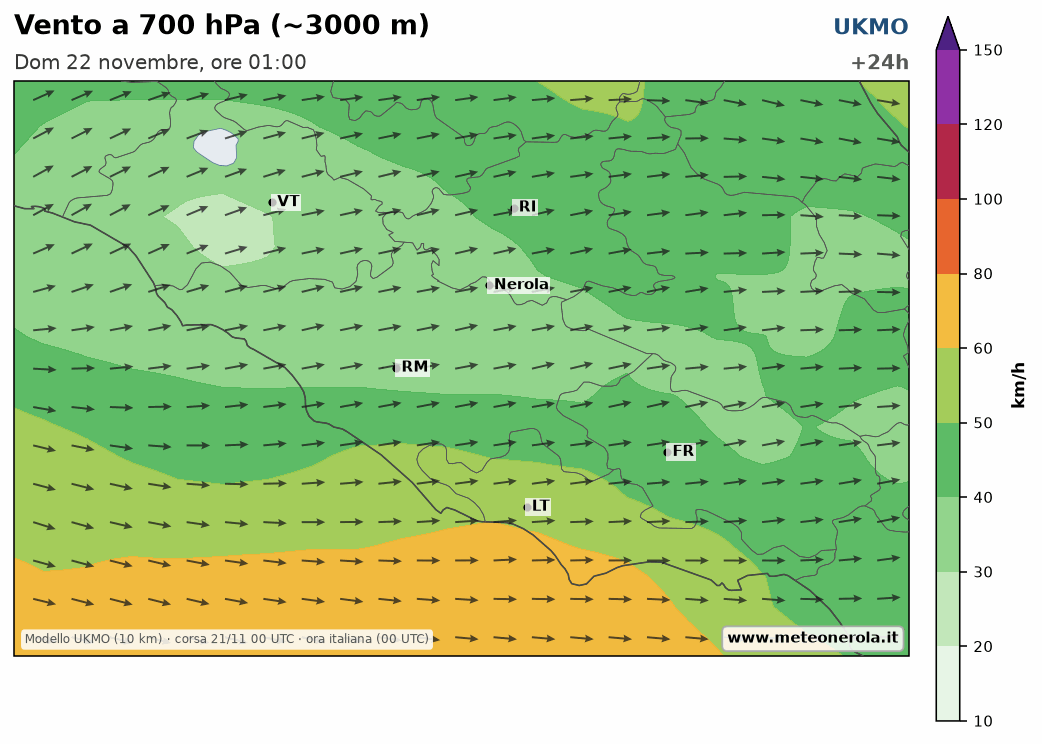 Vento a 700 hPa (~3000 m)
UKMO
Dom 22 novembre, ore 01:00
+24h
VT
RI
Nerola
RM
FR
LT
Modello UKMO (10 km) · corsa 21/11 00 UTC · ora italiana (00 UTC)
www.meteonerola.it
150
120
100
80
60
50
40
30
20
10
km/h